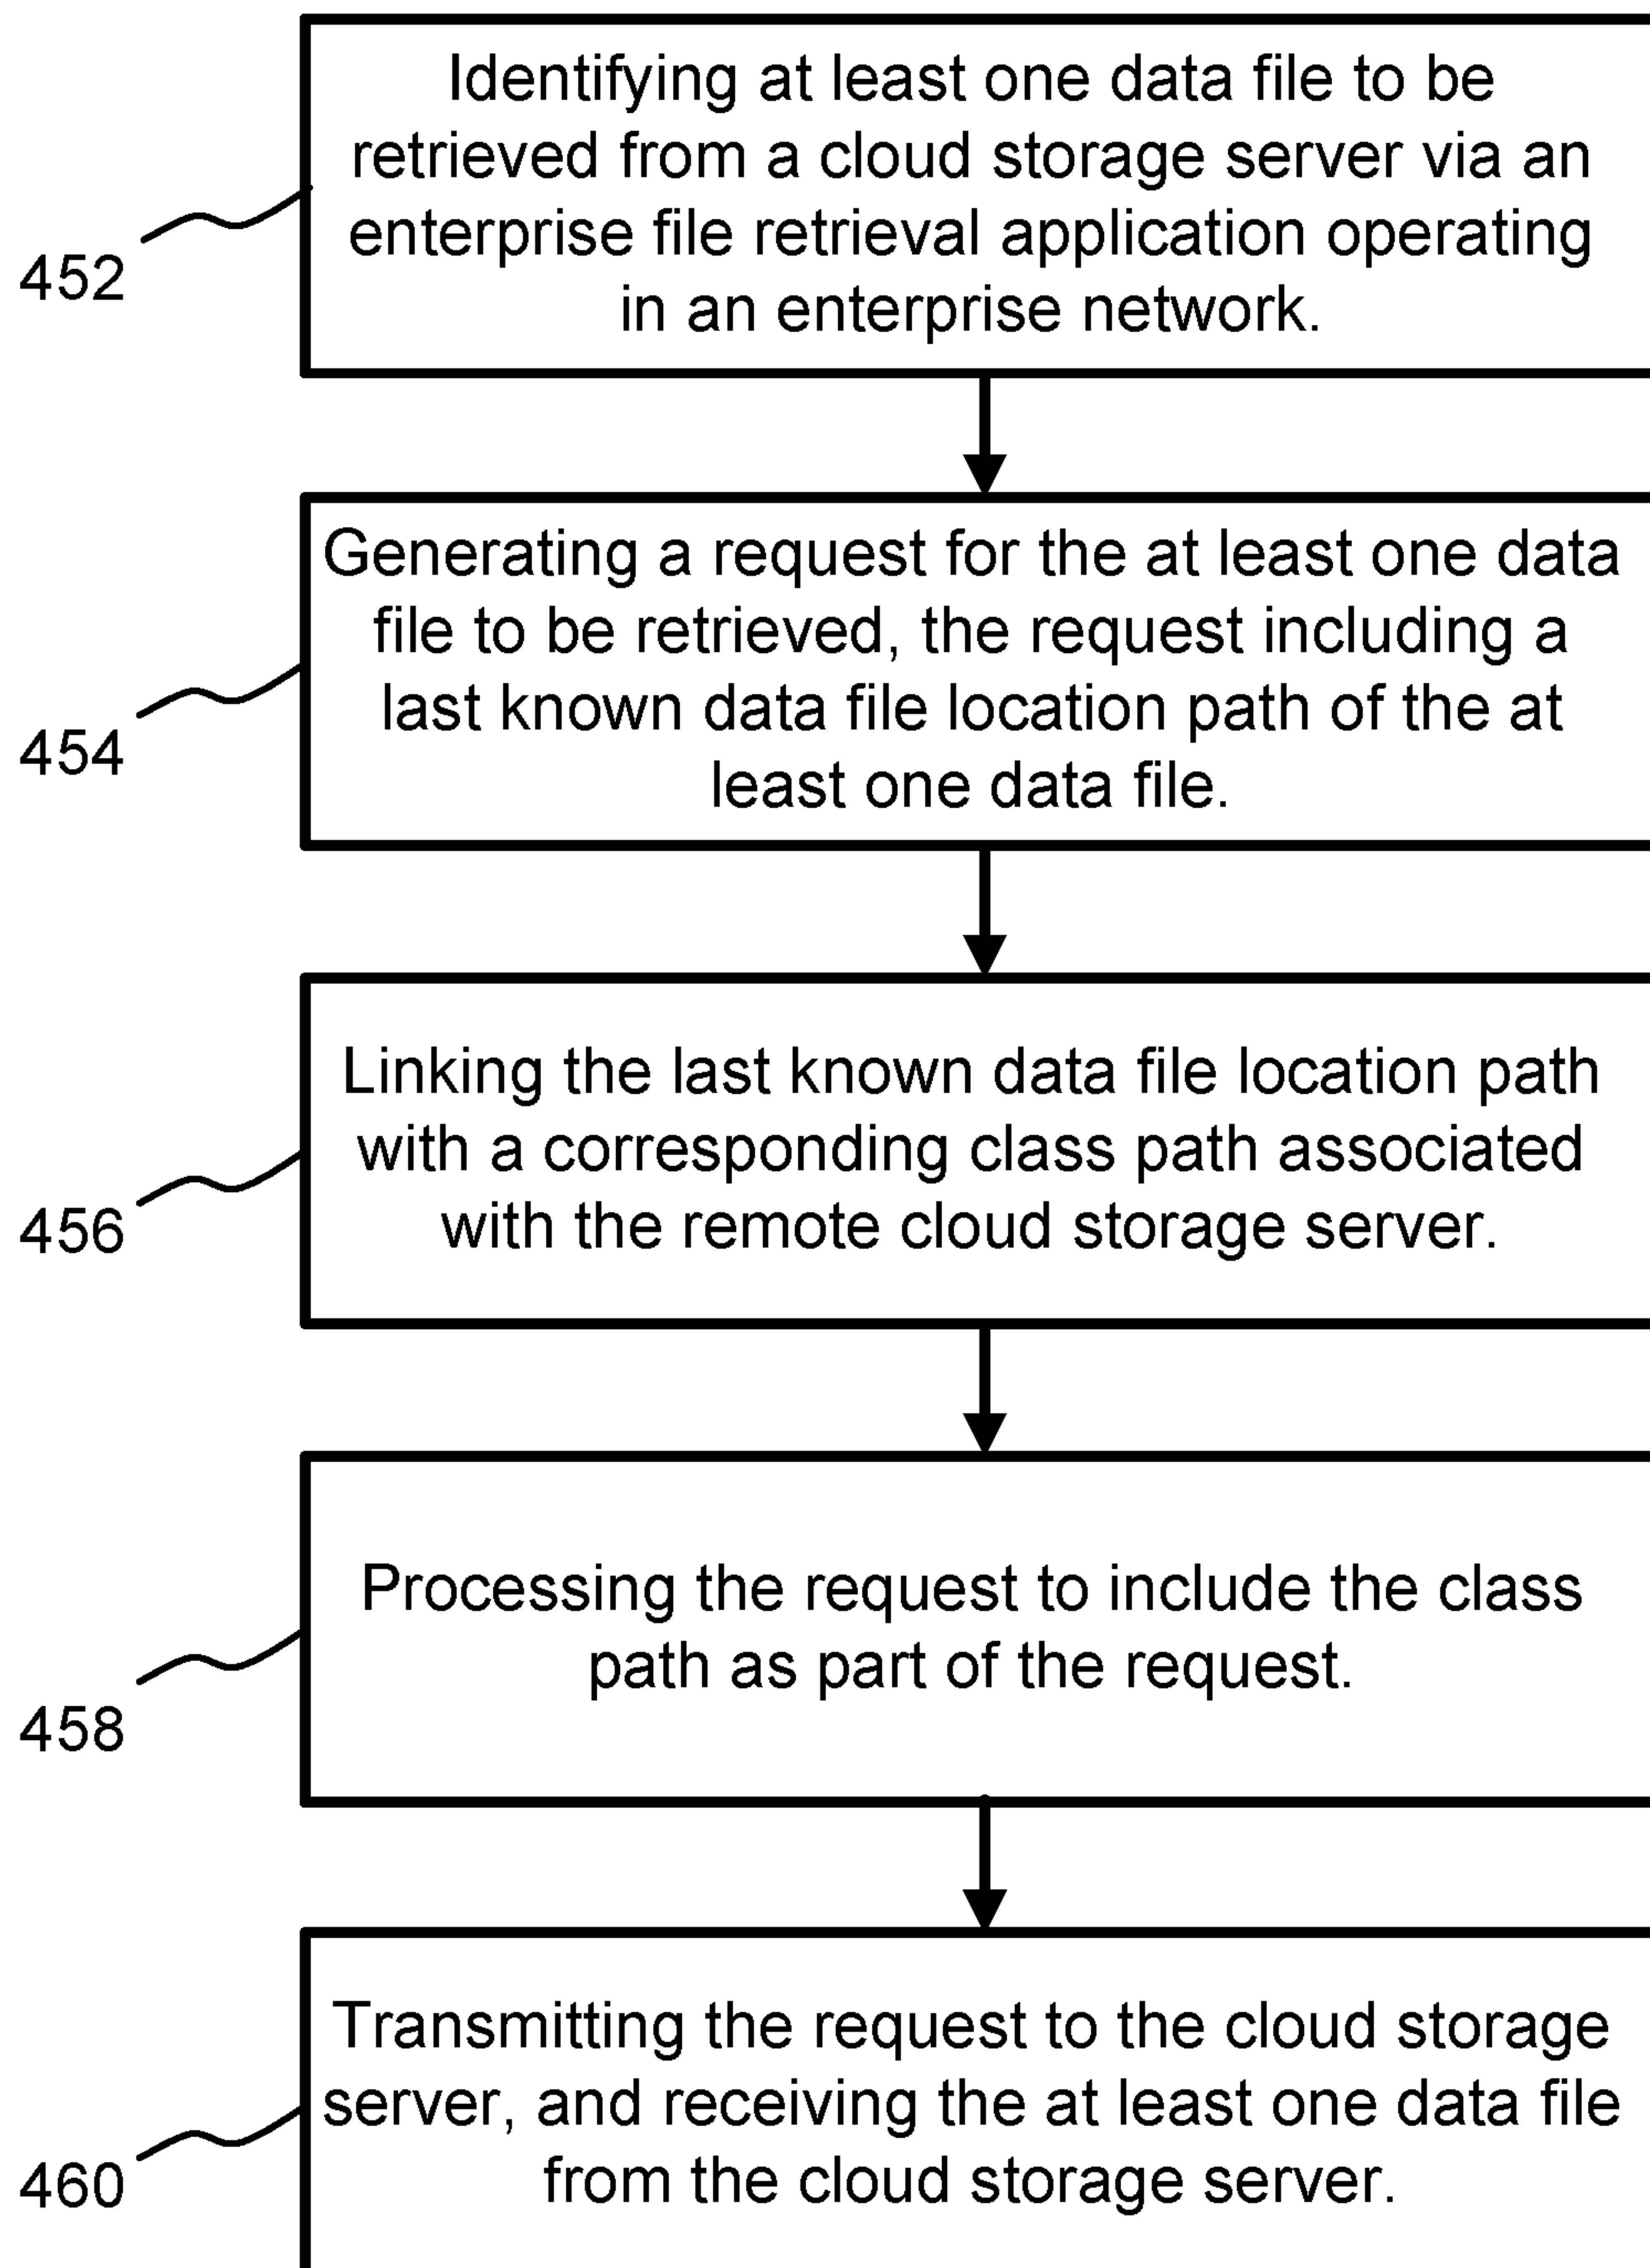 Identifying at least one data file to be
retrieved from a cloud storage server via an
enterprise file retrieval application operating
in an enterprise network.
452
Generating a request for the at least one data
file to be retrieved, the request including a
last known data file location path of the at
least one data file.
454
Linking the last known data file location path
with a corresponding class path associated
with the remote cloud storage server.
456
Processing the request to include the class
path as part of the request.
458
Transmitting the request to the cloud storage
server, and receiving the at least one data file
from the cloud storage server.
460